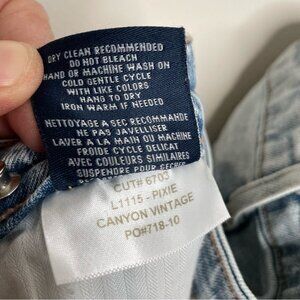 DRY CLEAN RECOMMENDED
DO NOT BLEACH
HAND OR MACHINE WASH ON
COLD GENTLE CYCLE
WITH LIKE COLORS
HANG TO DRY
IRON WARM IF NEEDED
NETTOYAGE A SEC RECOMMANDE
NE PAS JAVELLISER
LAVER A LA MAIN OU MACHINE
FROIDE CYCLE DELICAT
AVEC COULEURS SIMILAIRES
SUSPENDRE POUR SECHER
CUT# 6703
L1115 - PIXIE
CANYON VINTAGE
PO#718-10